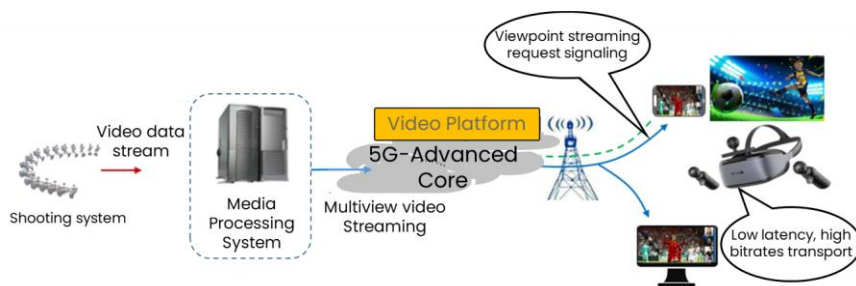 Viewpoint streaming
request signaling
Video Platform
5G-Advanced
Core
Video data
stream
Shooting system
Media
Processing
System
Multiview video
Streaming
Low latency, high
bitrates transport